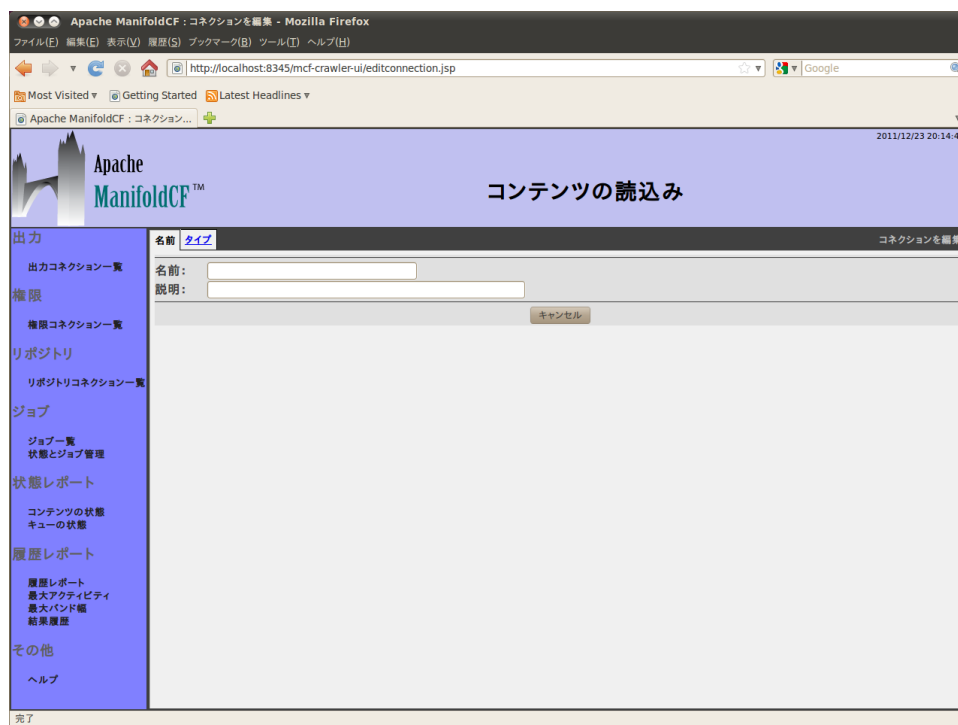 Apache ManifoldCF : コネクションを編集 - Mozilla Firefox
ファイル(F) 編集(E) 表示(V) 履歴(S) ブックマーク(B) ツール(T) ヘルプ(H)
http://localhost:8345/mcf-crawler-ui/editconnection.jsp
Google
Most Visited Getting Started Latest Headlines
Apache ManifoldCF : コネクション...
2011/12/23 20:14:4
Apache
ManifoldCF™
コンテンツの読込み
出力
出力コネクション一覧
権限
権限コネクション一覧
リポジトリ
リポジトリコネクション一覧
ジョブ
ジョブ一覧
状態とジョブ管理
状態レポート
コンテンツの状態
キューの状態
履歴レポート
履歴レポート
最大アクティビティ
最大バンド幅
結果履歴
その他
ヘルプ
名前 タイプ
コネクションを編集
名前:
説明:
キャンセル
完了